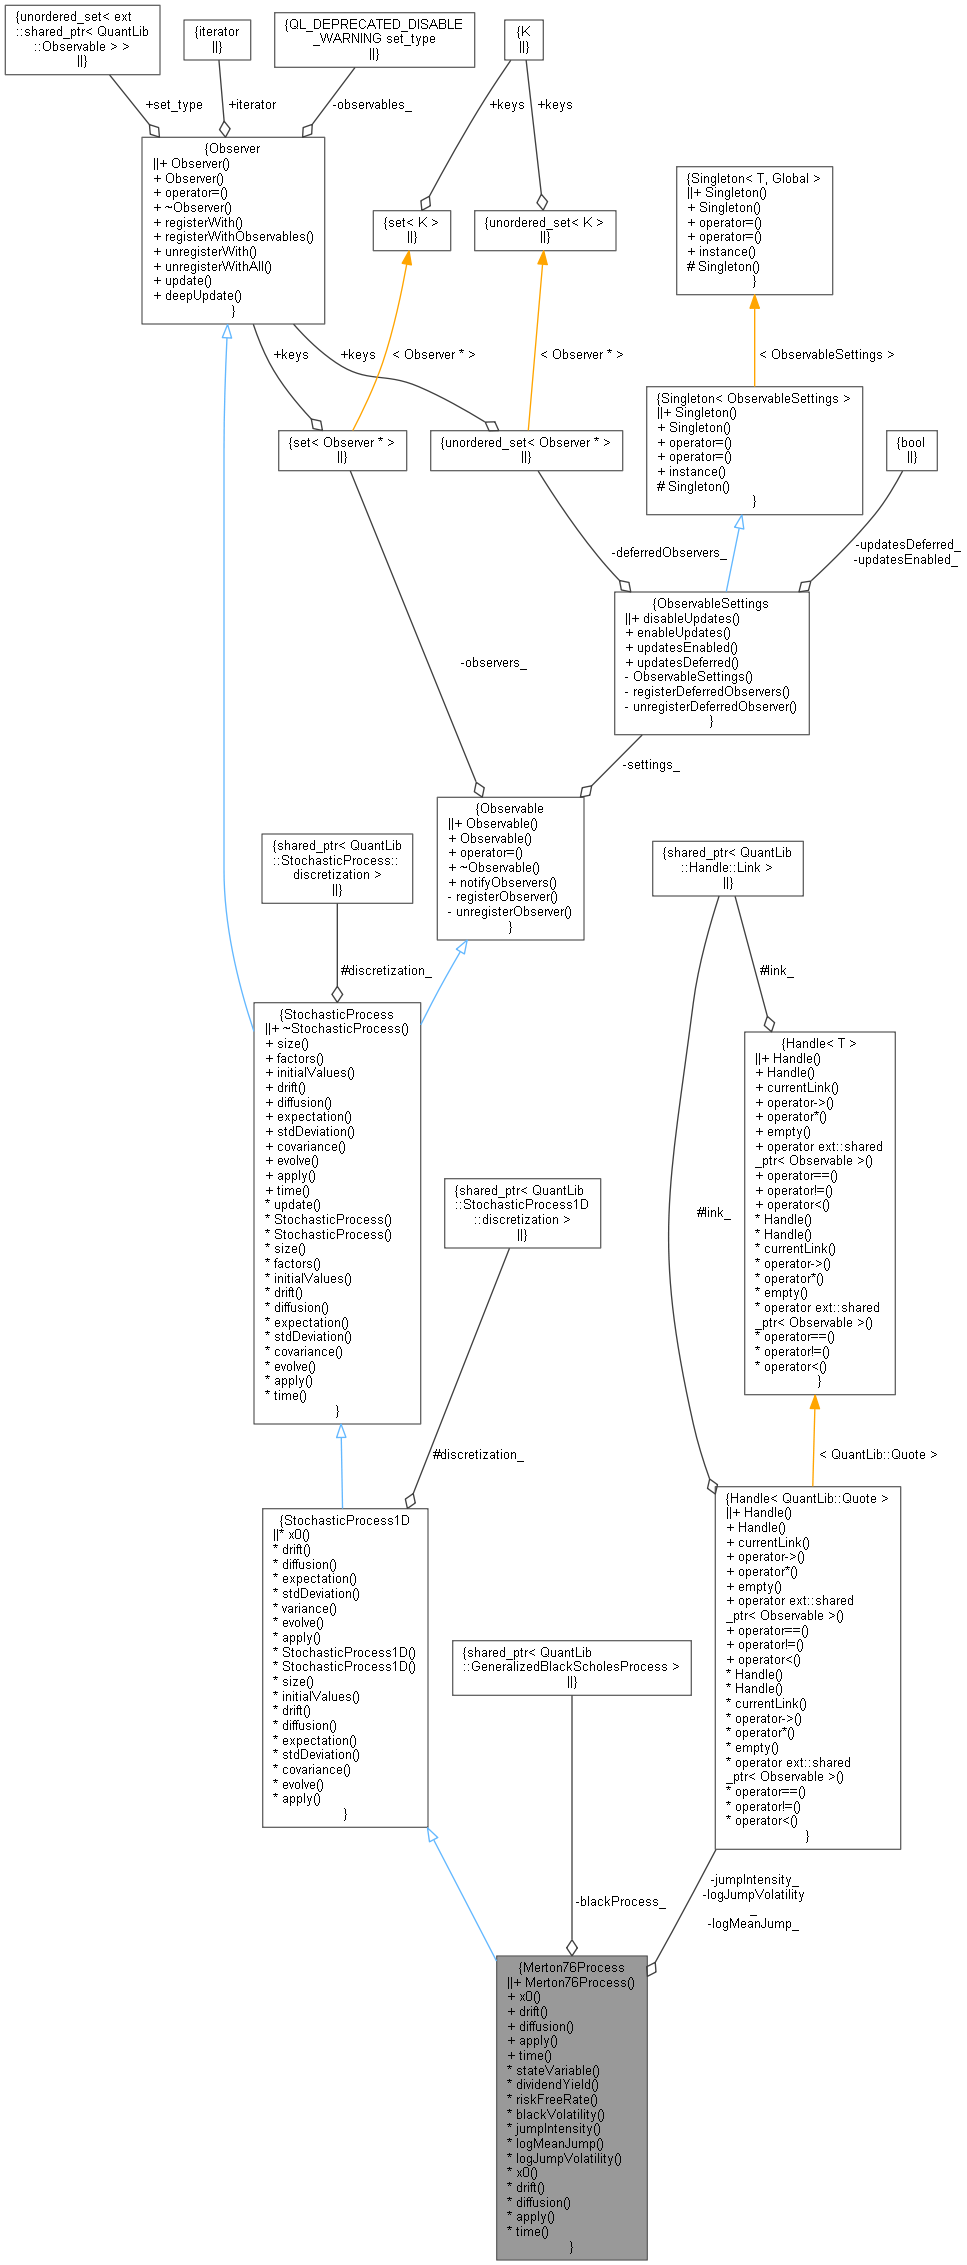 {unordered_set< ext
::shared_ptr< QuantLib
::Observable > >
||}
{iterator
||}
{QL_DEPRECATED_DISABLE
_WARNING set_type
||}
{K
||}
+set_type
+iterator
-observables_
+keys
+keys
{Observer
||+ Observer()
+ Observer()
+ operator=()
+ ~Observer()
+ registerWith()
+ registerWithObservables()
+ unregisterWith()
+ unregisterWithAll()
+ update()
+ deepUpdate()
}
{set< K >
||}
{unordered_set< K >
||}
{Singleton< T, Global >
||+ Singleton()
+ Singleton()
+ operator=()
+ operator=()
+ instance()
# Singleton()
}
+keys
+keys
< Observer * >
< Observer * >
< ObservableSettings >
{set< Observer * >
||}
{unordered_set< Observer * >
||}
{Singleton< ObservableSettings >
||+ Singleton()
+ Singleton()
+ operator=()
+ operator=()
+ instance()
# Singleton()
}
{bool
||}
-deferredObservers_
-updatesDeferred_
-updatesEnabled_
{ObservableSettings
||+ disableUpdates()
+ enableUpdates()
+ updatesEnabled()
+ updatesDeferred()
- ObservableSettings()
- registerDeferredObservers()
- unregisterDeferredObserver()
}
-observers_
-settings_
{Observable
||+ Observable()
+ Observable()
+ operator=()
+ ~Observable()
+ notifyObservers()
- registerObserver()
- unregisterObserver()
}
{shared_ptr< QuantLib
::StochasticProcess::
discretization >
||}
{shared_ptr< QuantLib
::Handle::Link >
||}
#discretization_
#link_
{StochasticProcess
||+ ~StochasticProcess()
+ size()
+ factors()
+ initialValues()
+ drift()
+ diffusion()
+ expectation()
+ stdDeviation()
+ covariance()
+ evolve()
+ apply()
+ time()
* update()
* StochasticProcess()
* StochasticProcess()
* size()
* factors()
* initialValues()
* drift()
* diffusion()
* expectation()
* stdDeviation()
* covariance()
* evolve()
* apply()
* time()
}
{Handle< T >
||+ Handle()
+ Handle()
+ currentLink()
+ operator->()
+ operator*()
+ empty()
+ operator ext::shared
_ptr< Observable >()
+ operator==()
+ operator!=()
+ operator<()
* Handle()
* Handle()
* currentLink()
* operator->()
* operator*()
* empty()
* operator ext::shared
_ptr< Observable >()
* operator==()
* operator!=()
* operator<()
}
{shared_ptr< QuantLib
::StochasticProcess1D
::discretization >
||}
#link_
#discretization_
< QuantLib::Quote >
{StochasticProcess1D
||* x0()
* drift()
* diffusion()
* expectation()
* stdDeviation()
* variance()
* evolve()
* apply()
* StochasticProcess1D()
* StochasticProcess1D()
* size()
* initialValues()
* drift()
* diffusion()
* expectation()
* stdDeviation()
* covariance()
* evolve()
* apply()
}
{Handle< QuantLib::Quote >
||+ Handle()
+ Handle()
+ currentLink()
+ operator->()
+ operator*()
+ empty()
+ operator ext::shared
_ptr< Observable >()
+ operator==()
+ operator!=()
+ operator<()
* Handle()
* Handle()
* currentLink()
* operator->()
* operator*()
* empty()
* operator ext::shared
_ptr< Observable >()
* operator==()
* operator!=()
* operator<()
}
{shared_ptr< QuantLib
::GeneralizedBlackScholesProcess >
||}
-blackProcess_
-jumpIntensity_
-logJumpVolatility
_
-logMeanJump_
{Merton76Process
||+ Merton76Process()
+ x0()
+ drift()
+ diffusion()
+ apply()
+ time()
* stateVariable()
* dividendYield()
* riskFreeRate()
* blackVolatility()
* jumpIntensity()
* logMeanJump()
* logJumpVolatility()
* x0()
* drift()
* diffusion()
* apply()
* time()
}